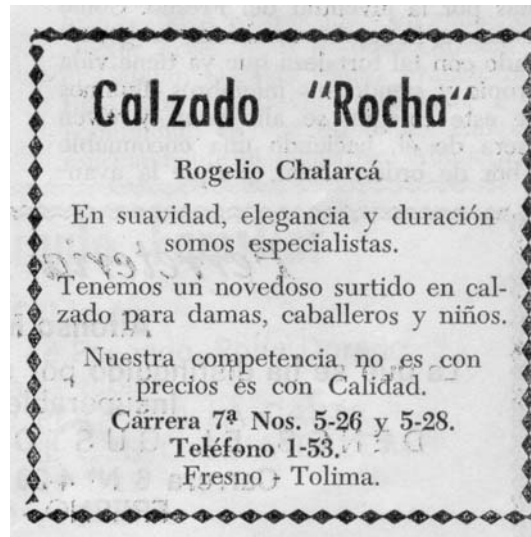 Calzado "Rocha"
Rogelio Chalarcá
En suavidad, elegancia y duración
somos especialistas.
Tenemos un novedoso surtido en cal-
zado para damas, caballeros y niños.
Nuestra competencia no es con
precios és con Calidad.
Carrera 7ª Nos. 5-26 y 5-28.
Teléfono 1-53.
Fresno - Tolima.